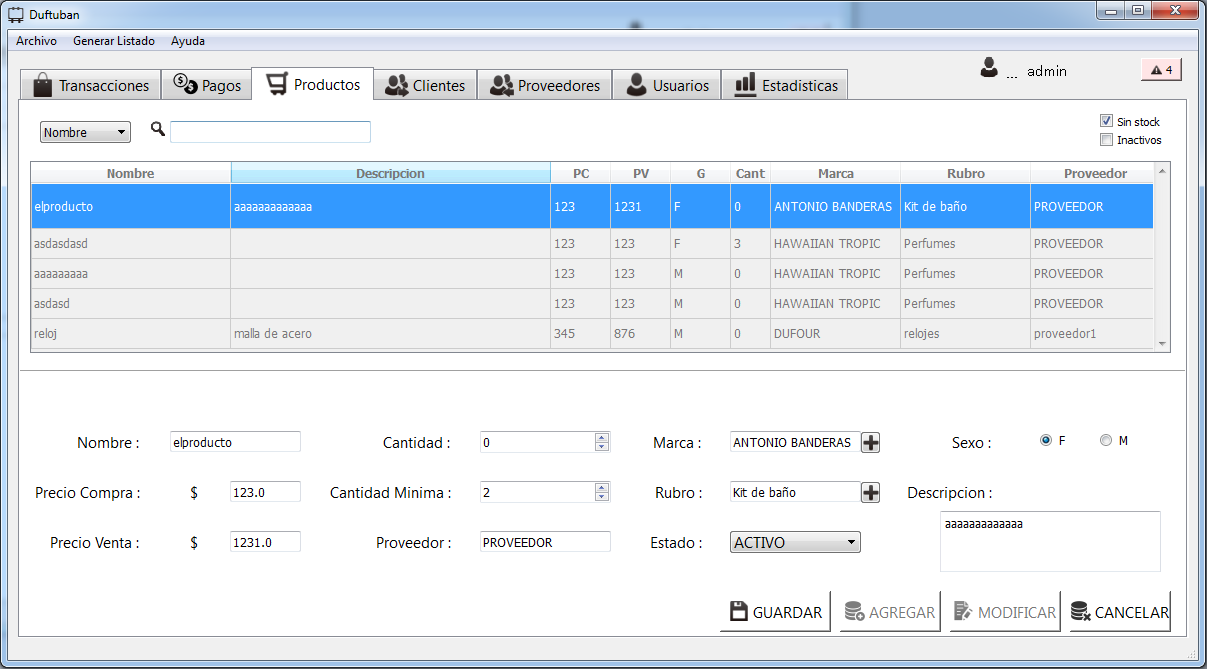 Duftuban
Archivo Generar Listado Ayuda
Transacciones Pagos Productos Clientes Proveedores Usuarios Estadisticas
... admin
4
Nombre
Sin stock
Inactivos
Nombre Descripcion PC PV G Cant Marca Rubro Proveedor
elproducto aaaaaaaaaaaaa 123 1231 F 0 ANTONIO BANDERAS Kit de baño PROVEEDOR
asdasdasd 123 123 F 3 HAWAIIAN TROPIC Perfumes PROVEEDOR
aaaaaaaaa 123 123 M 0 HAWAIIAN TROPIC Perfumes PROVEEDOR
asdasd 123 123 M 0 HAWAIIAN TROPIC Perfumes PROVEEDOR
reloj malla de acero 345 876 M 0 DUFOUR relojes proveedor1
Nombre : elproducto Cantidad : 0 Marca : ANTONIO BANDERAS Sexo : F M
Precio Compra : $ 123.0 Cantidad Minima : 2 Rubro : Kit de baño Descripcion :
aaaaaaaaaaaaa
Precio Venta : $ 1231.0 Proveedor : PROVEEDOR Estado : ACTIVO
GUARDAR AGREGAR MODIFICAR CANCELAR